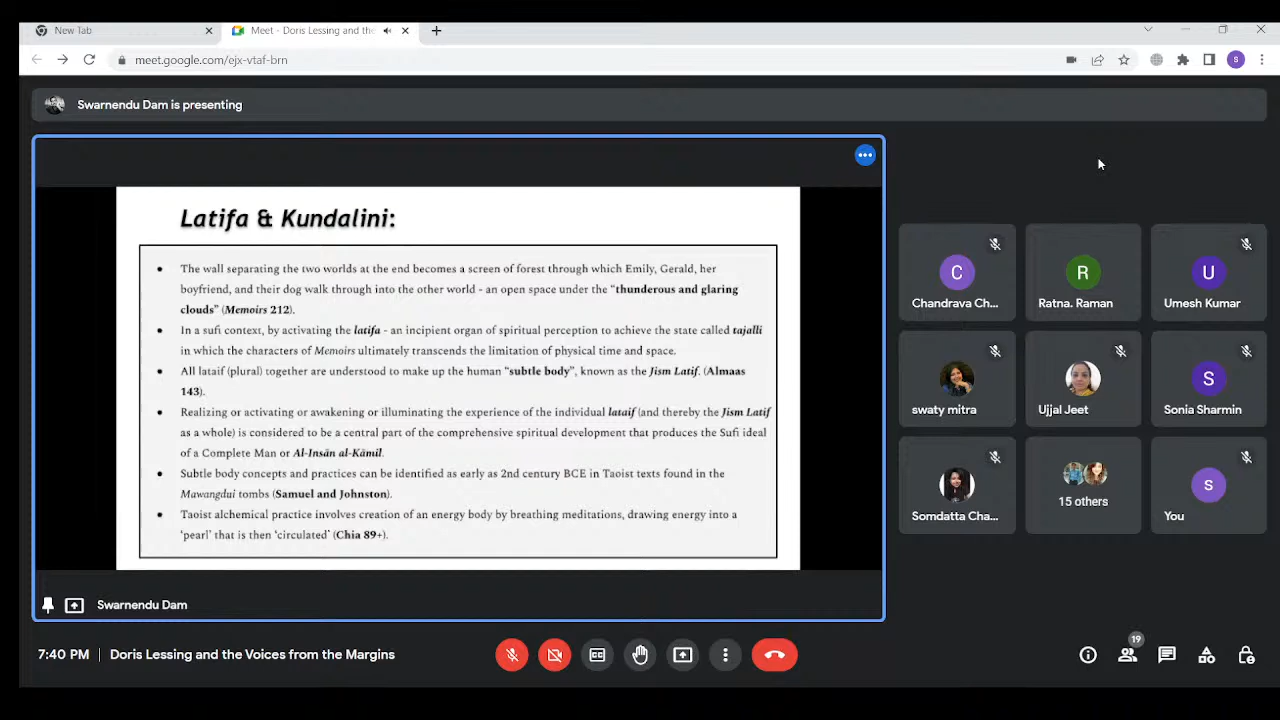 New Tab
Meet - Doris Lessing and the
meet.google.com/ejx-vtaf-brn
S
Swarnendu Dam is presenting
Latifa & Kundalini:
The wall separating the two worlds at the end becomes a screen of forest through which Emily, Gerald, her
boyfriend, and their dog walk through into the other world - an open space under the “thunderous and glaring
clouds” (Memoirs 212).
In a sufi context, by activating the latifa - an incipient organ of spiritual perception to achieve the state called tajalli
in which the characters of Memoirs ultimately transcends the limitation of physical time and space.
All lataif (plural) together are understood to make up the human “subtle body”, known as the Jism Latif. (Almaas
143).
Realizing or activating or awakening or illuminating the experience of the individual lataif (and thereby the Jism Latif
as a whole) is considered to be a central part of the comprehensive spiritual development that produces the Sufi ideal
of a Complete Man or Al-Insān al-Kāmil.
Subtle body concepts and practices can be identified as early as 2nd century BCE in Taoist texts found in the
Mawangdui tombs (Samuel and Johnston).
Taoist alchemical practice involves creation of an energy body by breathing meditations, drawing energy into a
‘pearl’ that is then ‘circulated’ (Chia 89+).
Swarnendu Dam
C
Chandrava Ch...
R
Ratna. Raman
U
Umesh Kumar
swaty mitra
Ujjal Jeet
S
Sonia Sharmin
Somdatta Cha...
15 others
S
You
7:40 PM | Doris Lessing and the Voices from the Margins
CC
19